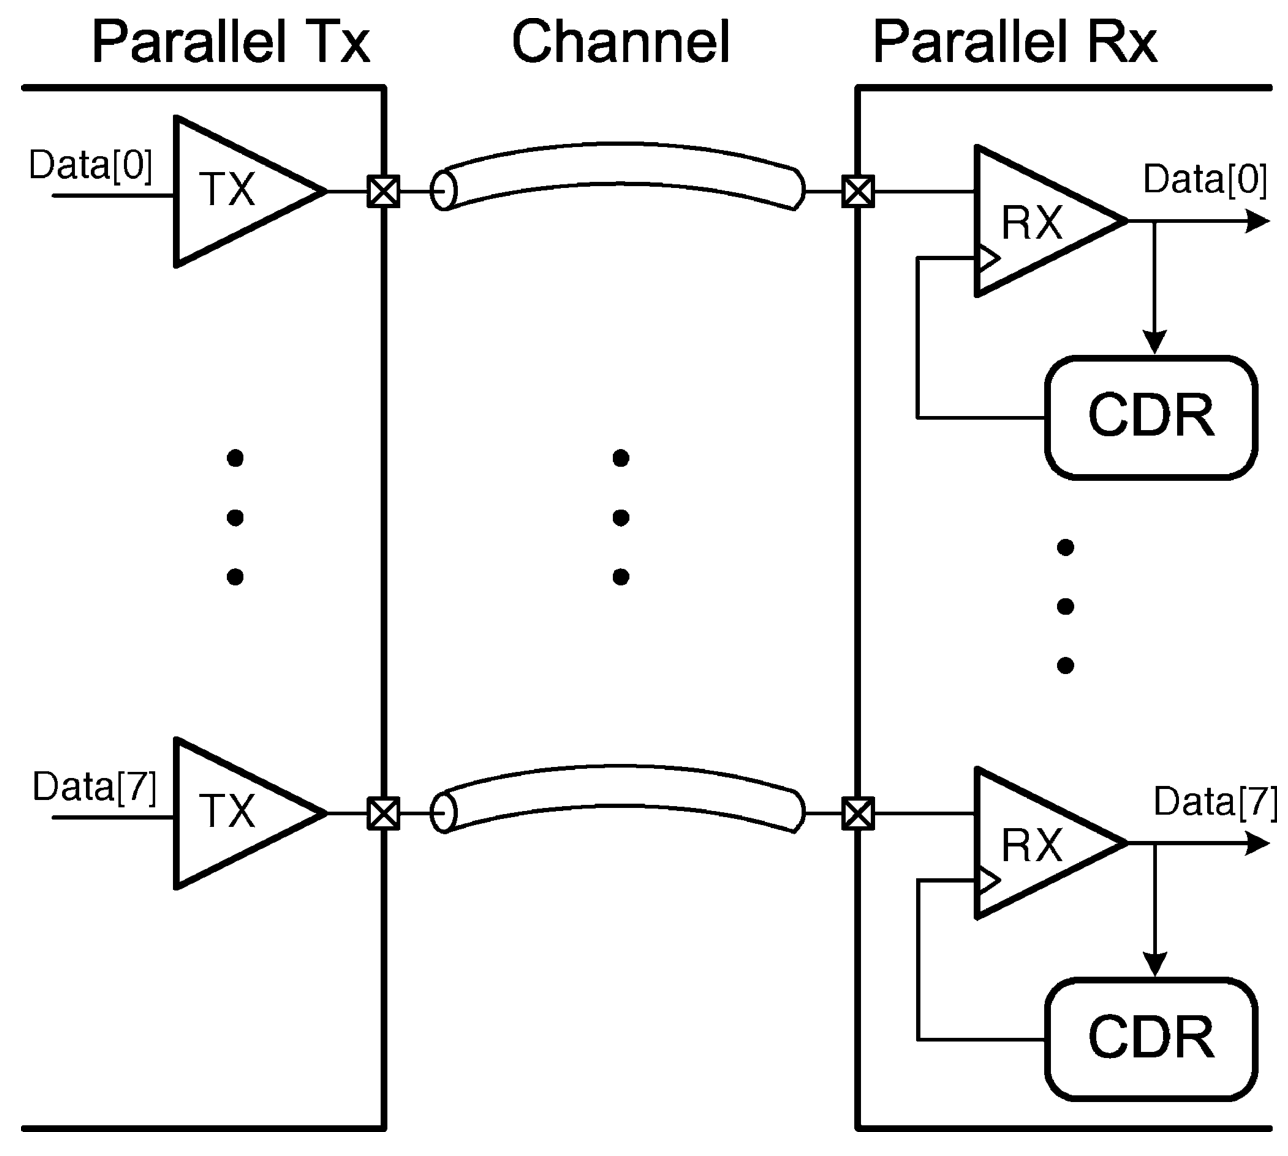 Parallel Tx
Channel
Parallel Rx
Data[0]
TX
RX
Data[0]
CDR
Data[7]
TX
RX
Data[7]
CDR